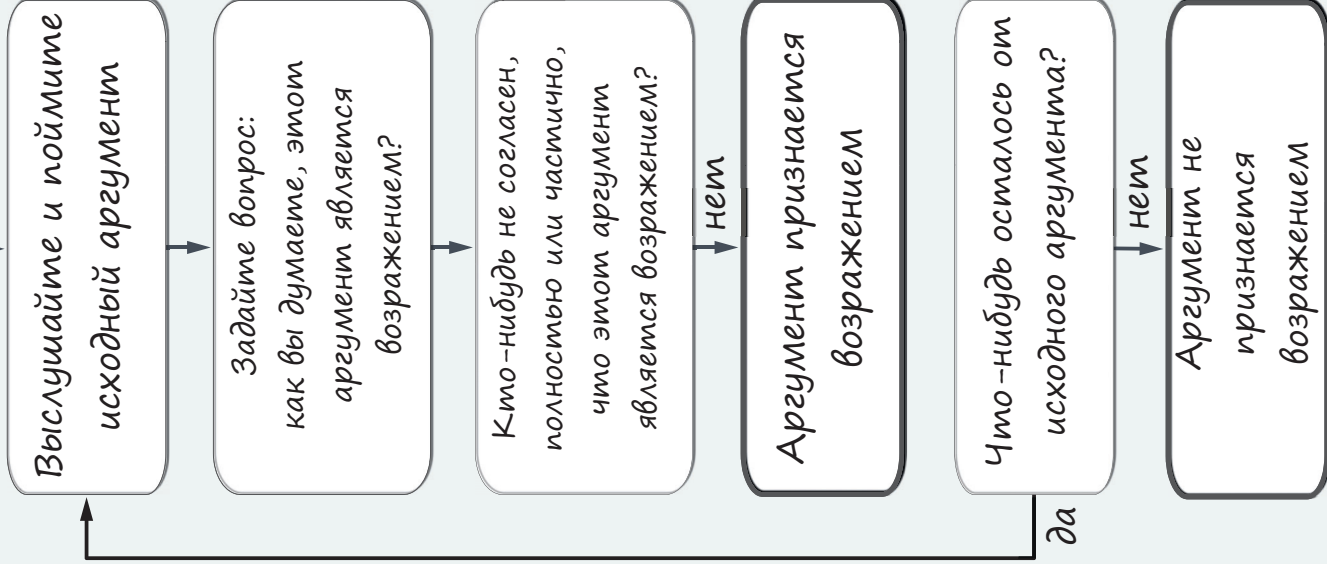 Выслушайте и поймите
исходный аргумент
Задайте вопрос:
как вы думаете, этот
аргумент является
возражением?
Кто-нибудь не согласен,
полностью или частично,
что этот аргумент
является возражением?
нет
Аргумент признается
возражением
Что-нибудь осталось от
исходного аргумента?
да
нет
Аргумент не
признается
возражением